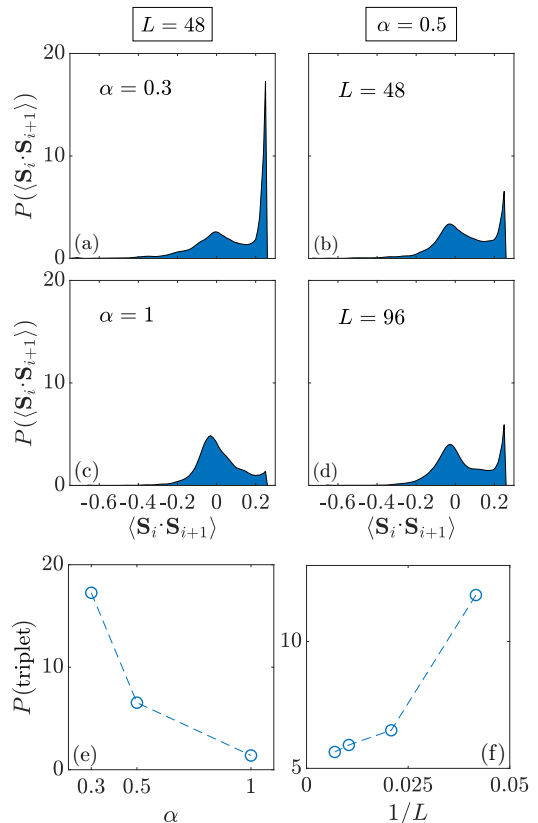 L = 48
α = 0.5
P(⟨S_i·S_{i+1}⟩)
20
10
0
α = 0.3
(a)
L = 48
(b)
P(⟨S_i·S_{i+1}⟩)
20
10
0
α = 1
(c)
L = 96
(d)
-0.6 -0.4 -0.2 0 0.2
-0.6 -0.4 -0.2 0 0.2
⟨S_i·S_{i+1}⟩
⟨S_i·S_{i+1}⟩
P(triplet)
20
10
0
(e)
0.3 0.5 1
α
10
5
(f)
0 0.025 0.05
1/L